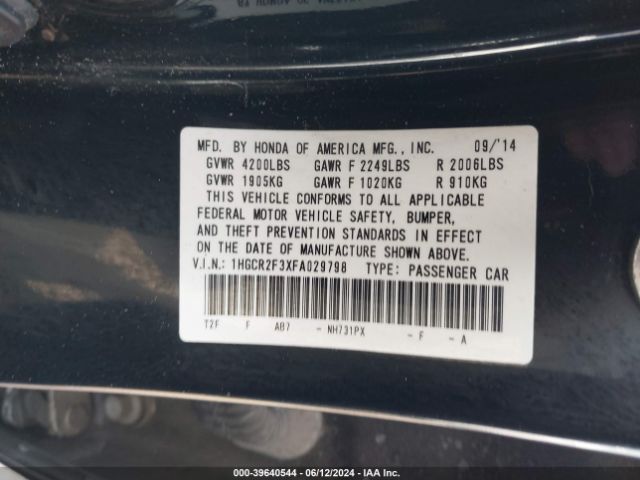 MFD. BY HONDA OF AMERICA MFG., INC. 09/'14
GVWR 4200LBS GAWR F 2249LBS R 2006LBS
GVWR 1905KG GAWR F 1020KG R 910KG
THIS VEHICLE CONFORMS TO ALL APPLICABLE
FEDERAL MOTOR VEHICLE SAFETY, BUMPER,
AND THEFT PREVENTION STANDARDS IN EFFECT
ON THE DATE OF MANUFACTURE SHOWN ABOVE.
V.I.N.: 1HGCR2F3XFA029798 TYPE: PASSENGER CAR
T2F F A07 - NH731PX - F - A
000-39640544 - 06/12/2024 - IAA Inc.